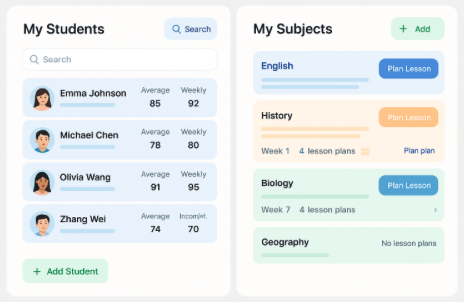 My Students
Search
Search
Emma Johnson Average Weekly
85 92
Michael Chen Average Weekly
78 80
Olivia Wang Average Weekly
91 95
Zhang Wei Average
74 70
+ Add Student
My Subjects
+ Add
English
Plan Lesson
History
Plan Lesson
Week 1 4 lesson plans Plan plan
Biology
Plan Lesson
Week 7 4 lesson plans ›
Geography No lesson plans